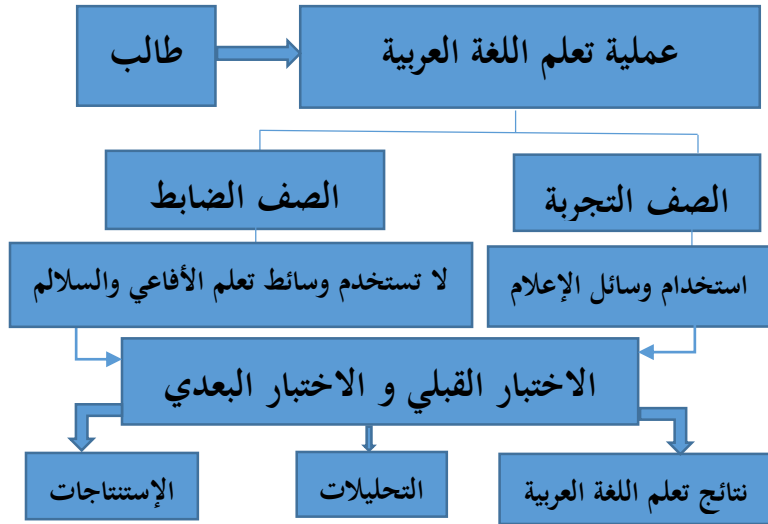 طالب
عملية تعلم اللغة العربية
الصف التجربة
الصف الضابط
استخدام وسائل الإعلام
لا تستخدم وسائط تعلم الأفاعي والسلالم
الاختبار القبلي و الاختبار البعدي
نتائج تعلم اللغة العربية
التحليلات
الإستنتاجات